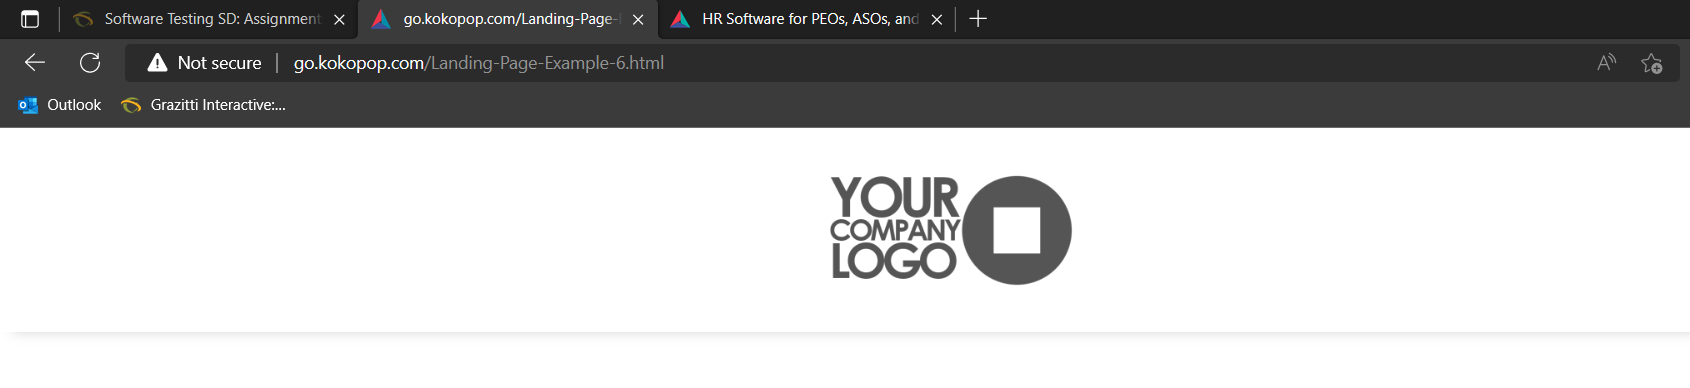 Software Testing SD: Assignment
go.kokopop.com/Landing-Page-
HR Software for PEOs, ASOs, and
Not secure
go.kokopop.com/Landing-Page-Example-6.html
Outlook
Grazitti Interactive:...
YOUR
COMPANY
LOGO